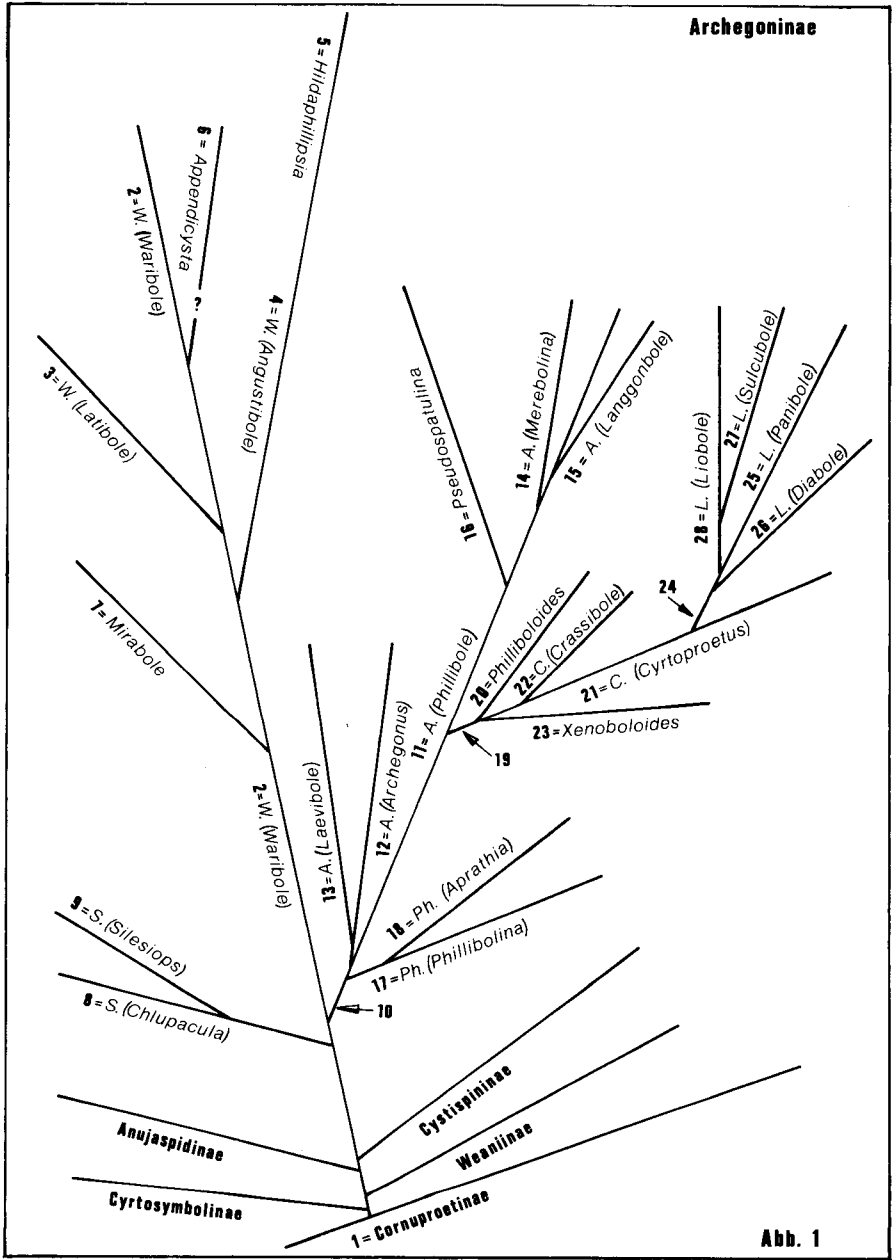 Archegoninae
5 = Hildaphillipsia
6 = Appendicysta
2 = W. (Waribole)
?
4 = W. (Angustibole)
3 = W. (Latibole)
16 = Pseudospatulina
14 = A. (Merebolina)
15 = A. (Langgonbole)
28 = L. (Liobole)
27 = L. (Sulcubole)
25 = L. (Panibole)
26 = L. (Diabole)
24
7 = Mirabole
11 = A. (Phillibole)
20 = Philliboloides
22 = C. (Crassibole)
21 = C. (Cyrtoproetus)
23 = Xenoboloides
19
2 = W. (Waribole)
13 = A. (Laevibole)
12 = A. (Archegonus)
18 = Ph. (Aprathia)
17 = Ph. (Phillibolina)
10
9 = S. (Silesiops)
8 = S. (Chlupacula)
Cystispininae
Anujaspidinae
Weaniinae
Cyrtosymbolinae
1 = Cornuproetinae
Abb. 1